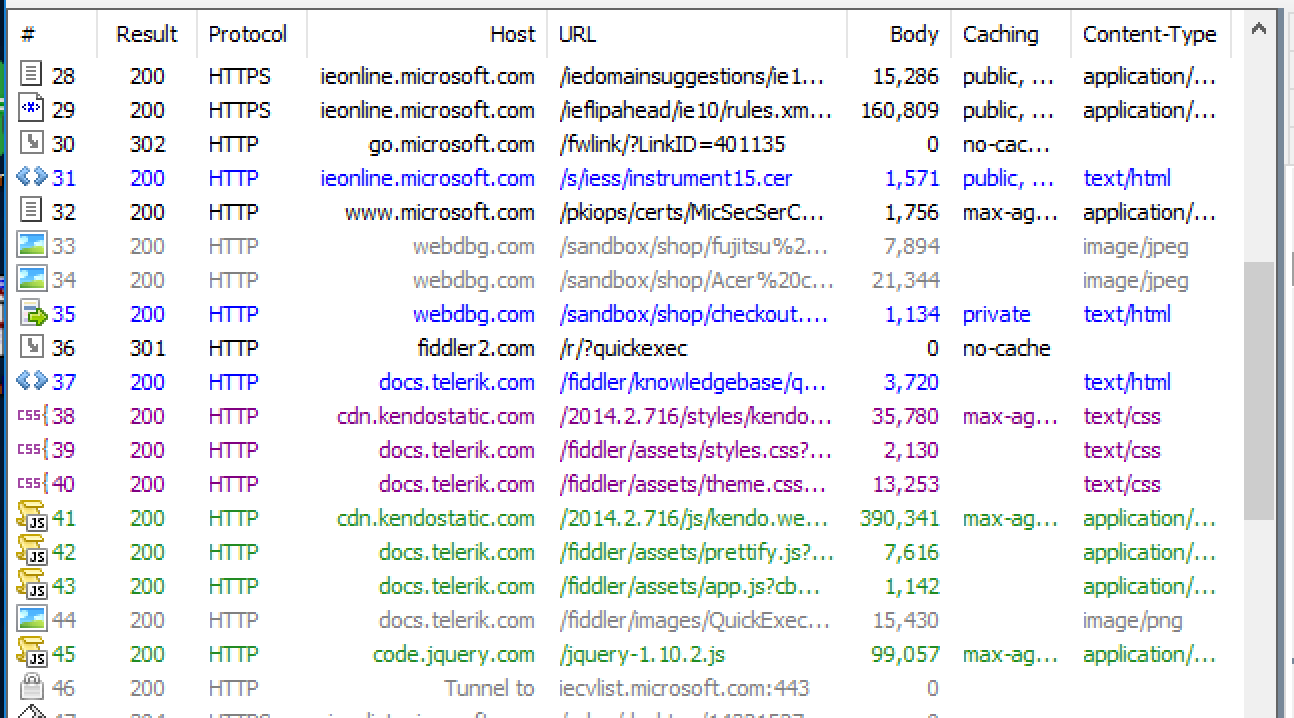 # Result Protocol Host URL Body Caching Content-Type
28 200 HTTPS ieonline.microsoft.com /iedomainsuggestions/ie1... 15,286 public, ... application/...
<*> 29 200 HTTPS ieonline.microsoft.com /ieflipahead/ie10/rules.xm... 160,809 public, ... application/...
30 302 HTTP go.microsoft.com /fwlink/?LinkID=401135 0 no-cac...
31 200 HTTP ieonline.microsoft.com /s/iess/instrument15.cer 1,571 public, ... text/html
32 200 HTTP www.microsoft.com /pkiops/certs/MicSecSerC... 1,756 max-ag... application/...
33 200 HTTP webdbg.com /sandbox/shop/fujitsu%2... 7,894 image/jpeg
34 200 HTTP webdbg.com /sandbox/shop/Acer%20c... 21,344 image/jpeg
35 200 HTTP webdbg.com /sandbox/shop/checkout.... 1,134 private text/html
36 301 HTTP fiddler2.com /r/?quickexec 0 no-cache
37 200 HTTP docs.telerik.com /fiddler/knowledgebase/q... 3,720 text/html
css{ 38 200 HTTP cdn.kendostatic.com /2014.2.716/styles/kendo... 35,780 max-ag... text/css
css{ 39 200 HTTP docs.telerik.com /fiddler/assets/styles.css?... 2,130 text/css
css{ 40 200 HTTP docs.telerik.com /fiddler/assets/theme.css... 13,253 text/css
JS 41 200 HTTP cdn.kendostatic.com /2014.2.716/js/kendo.we... 390,341 max-ag... application/...
JS 42 200 HTTP docs.telerik.com /fiddler/assets/prettify.js?... 7,616 application/...
JS 43 200 HTTP docs.telerik.com /fiddler/assets/app.js?cb... 1,142 application/...
44 200 HTTP docs.telerik.com /fiddler/images/QuickExec... 15,430 image/png
JS 45 200 HTTP code.jquery.com /jquery-1.10.2.js 99,057 max-ag... application/...
46 200 HTTP Tunnel to iecvlist.microsoft.com:443 0